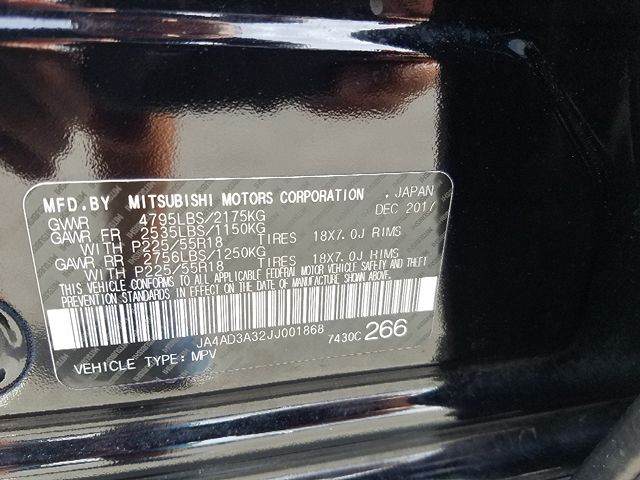 MFD.BY MITSUBISHI MOTORS CORPORATION , JAPAN
GVWR 4795LBS/2175KG DEC 2017
GAWR FR 2535LBS/1150KG
WITH P225/55R18 TIRES 18X7.0J RIMS
GAWR RR 2756LBS/1250KG
WITH P225/55R18 TIRES 18X7.0J RIMS
THIS VEHICLE CONFORMS TO ALL APPLICABLE FEDERAL MOTOR VEHICLE SAFETY AND THEFT
PREVENTION STANDARDS IN EFFECT ON THE DATE OF MANUFACTURE SHOWN ABOVE.
JA4AD3A32JJ001868 7430C 266
VEHICLE TYPE: MPV